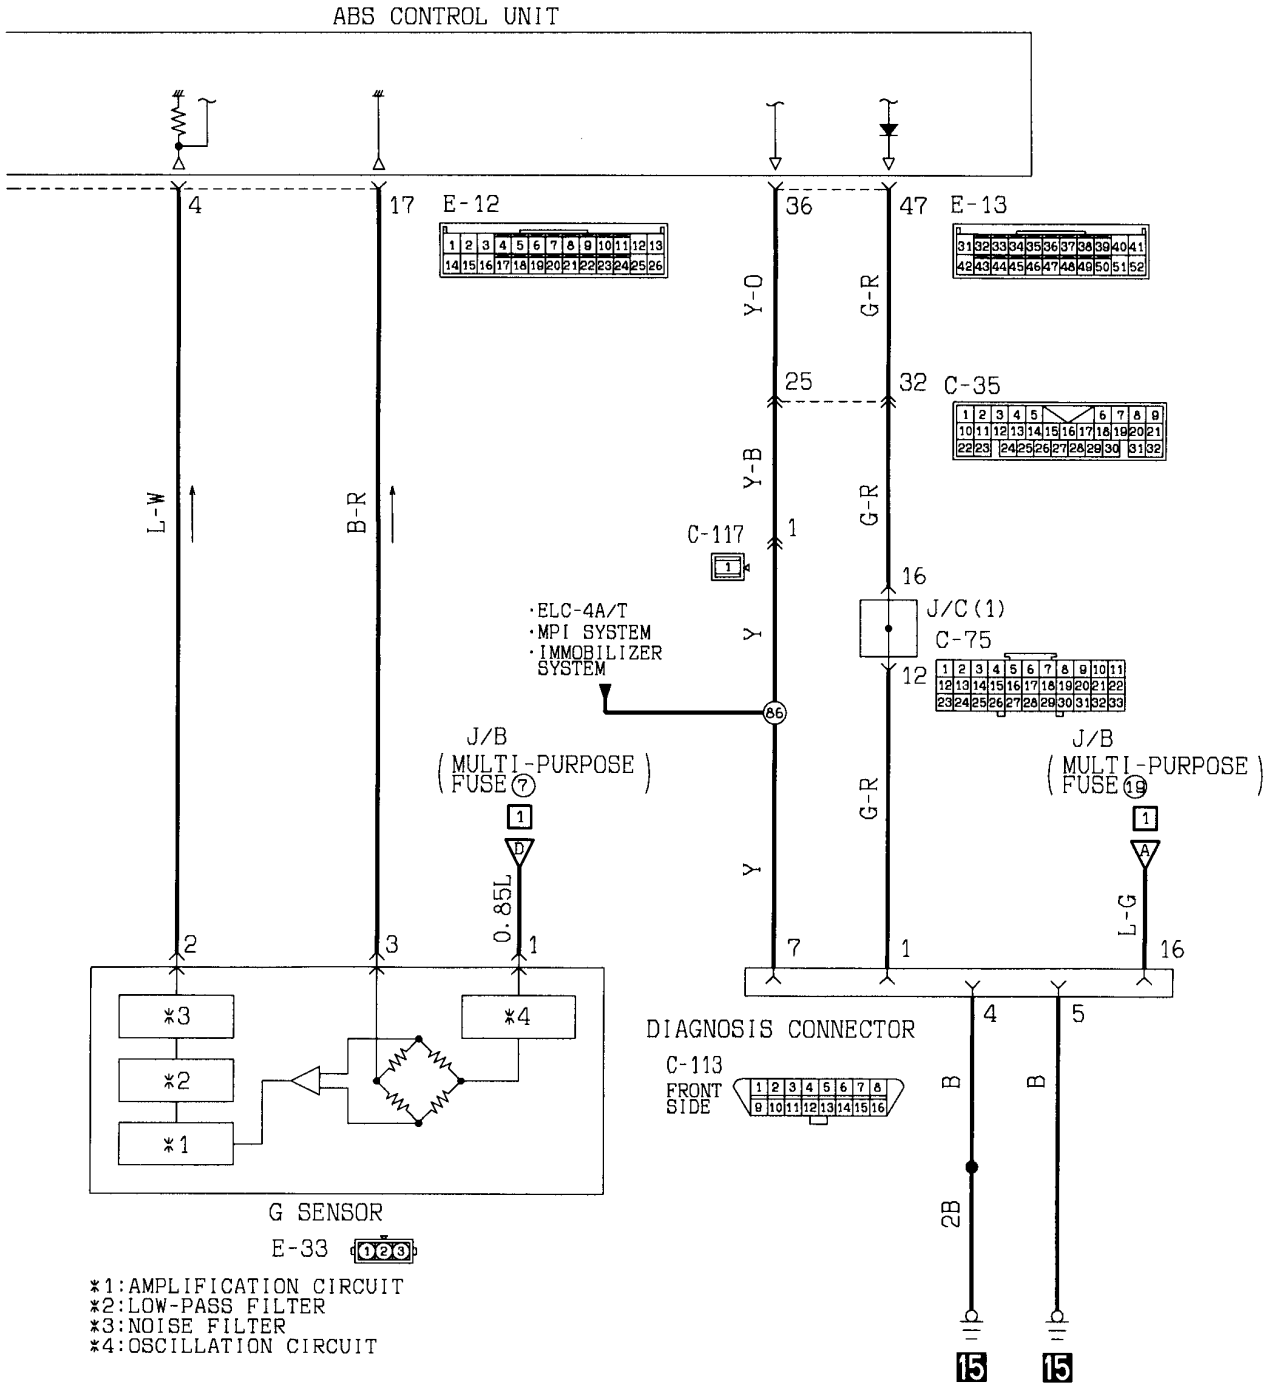 ABS CONTROL UNIT
4
17
E-12
1 2 3 4 5 6 7 8 9 10 11 12 13
14 15 16 17 18 19 20 21 22 23 24 25 26
36
47
E-13
31 32 33 34 35 36 37 38 39 40 41
42 43 44 45 46 47 48 49 50 51 52
Y-O
G-R
25
32
C-35
1 2 3 4 5 6 7 8 9
10 11 12 13 14 15 16 17 18 19 20 21
22 23 24 25 26 27 28 29 30 31 32
L-W
B-R
Y-B
G-R
C-117
1
1
16
J/C(1)
C-75
1 2 3 4 5 6 7 8 9 10 11
12 13 14 15 16 17 18 19 20 21 22
23 24 25 26 27 28 29 30 31 32 33
12
·ELC-4A/T
·MPI SYSTEM
·IMMOBILIZER
SYSTEM
Y
86
J/B
(MULTI-PURPOSE)
FUSE 7
1
D
0.85L
Y
G-R
J/B
(MULTI-PURPOSE)
FUSE 19
1
A
L-G
2
3
1
7
1
16
*3
*2
*1
*4
4
5
DIAGNOSIS CONNECTOR
C-113
FRONT
SIDE
1 2 3 4 5 6 7 8
9 10 11 12 13 14 15 16
B
B
2B
15
15
G SENSOR
E-33
1 2 3
*1:AMPLIFICATION CIRCUIT
*2:LOW-PASS FILTER
*3:NOISE FILTER
*4:OSCILLATION CIRCUIT